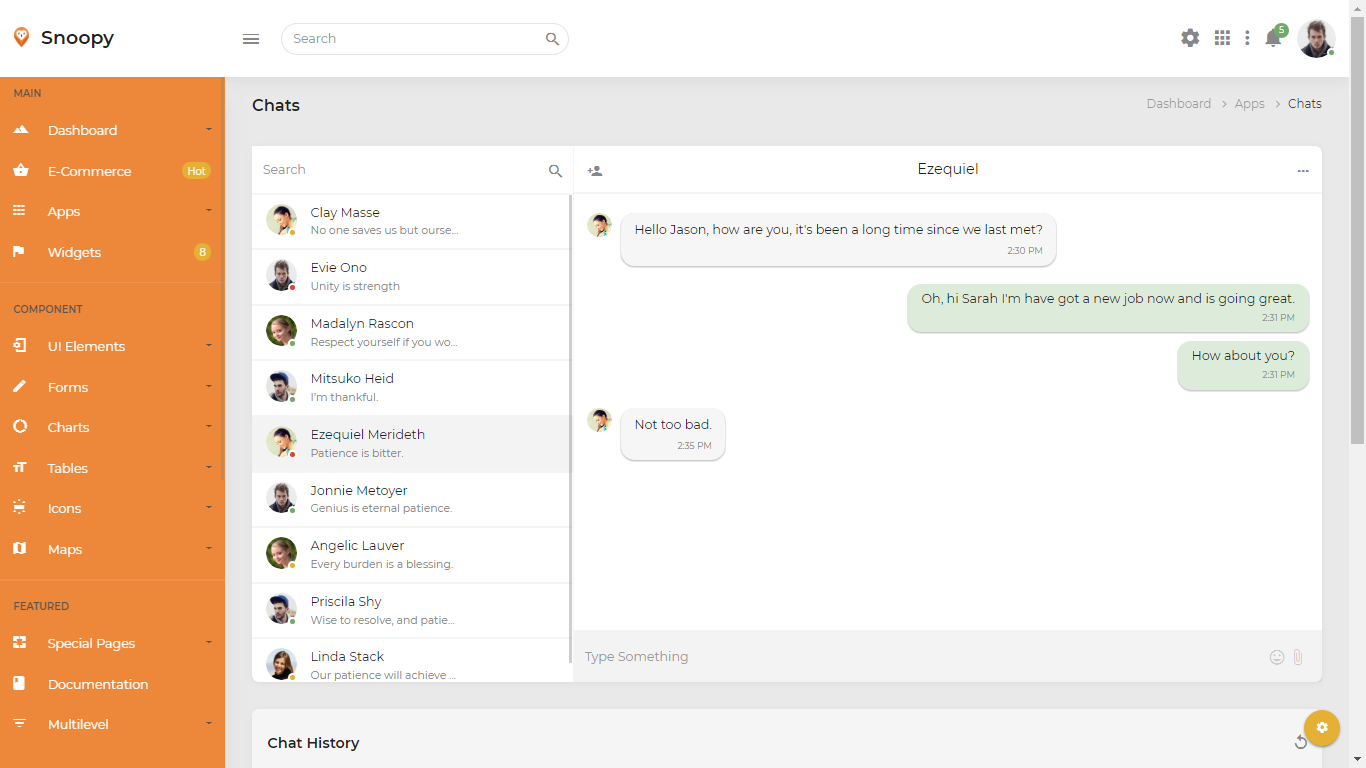 Snoopy
Search
5
MAIN
Dashboard
E-Commerce Hot
Apps
Widgets 8
COMPONENT
UI Elements
Forms
Charts
Tables
Icons
Maps
FEATURED
Special Pages
Documentation
Multilevel
Chats
Dashboard > Apps > Chats
Search
Clay Masse
No one saves us but ourse...
Evie Ono
Unity is strength
Madalyn Rascon
Respect yourself if you wo...
Mitsuko Heid
I'm thankful.
Ezequiel Merideth
Patience is bitter.
Jonnie Metoyer
Genius is eternal patience.
Angelic Lauver
Every burden is a blessing.
Priscila Shy
Wise to resolve, and patie...
Linda Stack
Our patience will achieve ...
Ezequiel
Hello Jason, how are you, it's been a long time since we last met?
2:30 PM
Oh, hi Sarah I'm have got a new job now and is going great.
2:31 PM
How about you?
2:31 PM
Not too bad.
2:35 PM
Type Something
Chat History